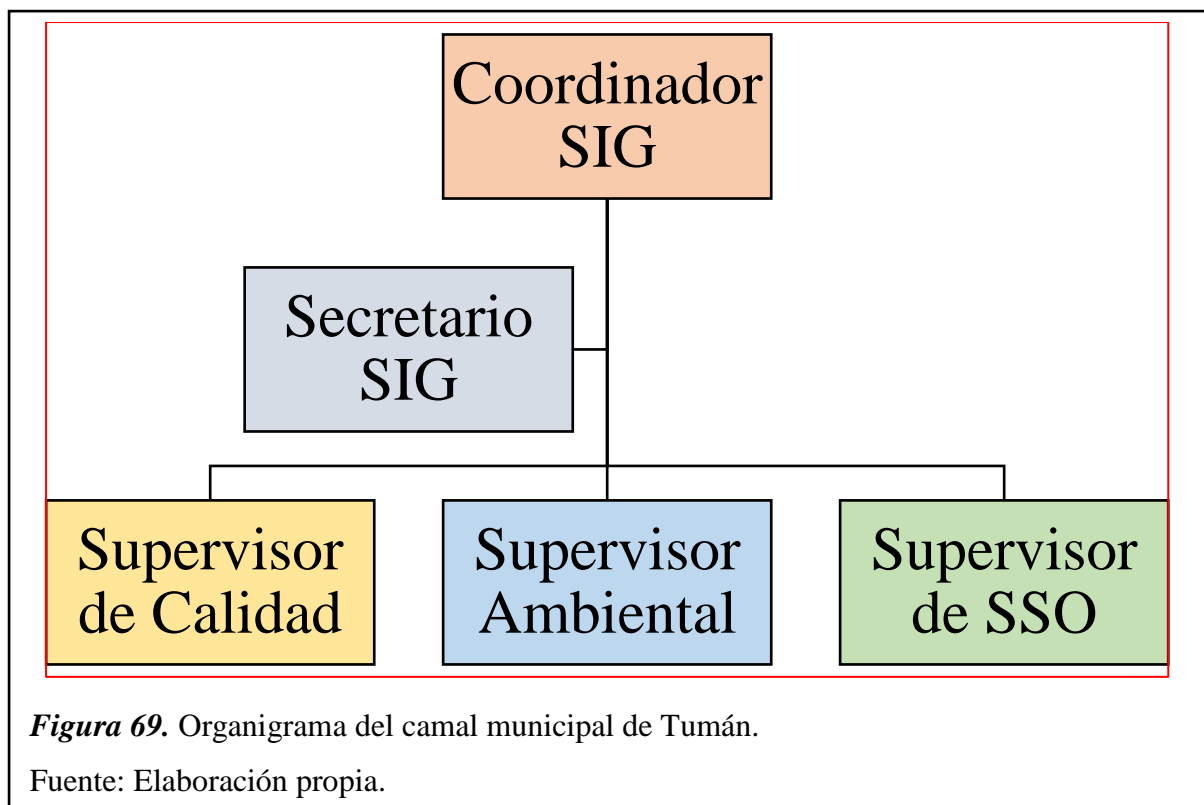 Coordinador
SIG
Secretario
SIG
Supervisor
de Calidad
Supervisor
Ambiental
Supervisor
de SSO
Figura 69. Organigrama del camal municipal de Tumán.
Fuente: Elaboración propia.